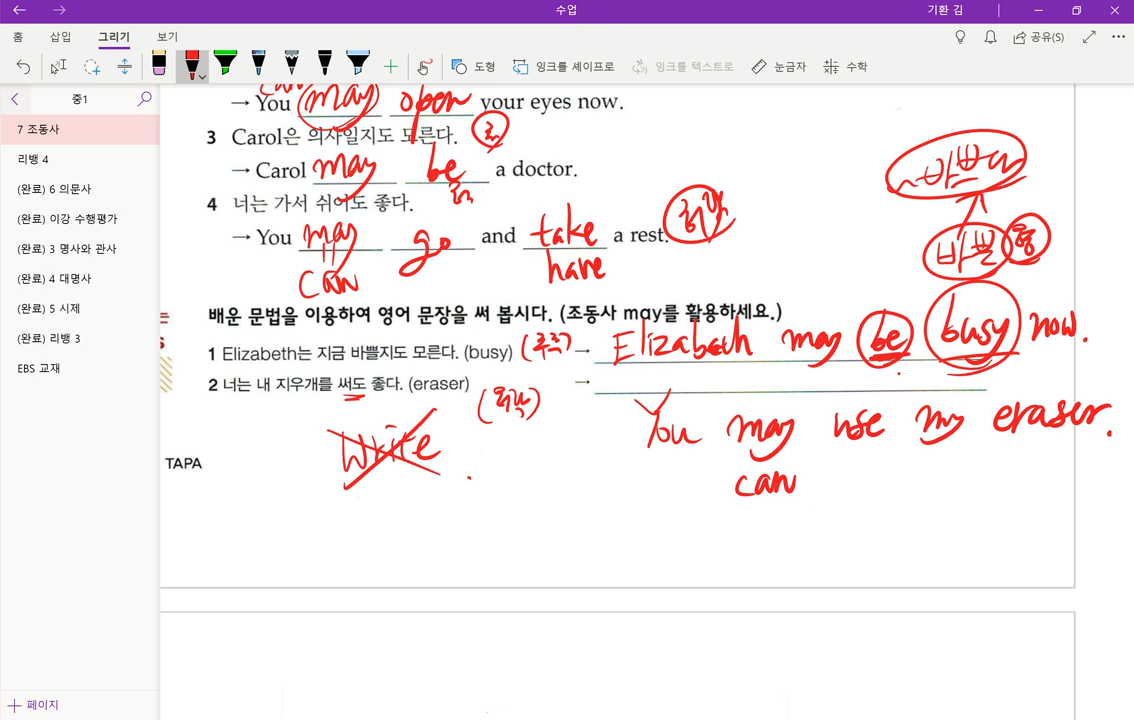 수업
기환 김
홈 삽입 그리기 보기
공유(S)
도형 잉크를 셰이프로 잉크를 텍스트로 눈금자 수학
중1
7 조동사
리뱅 4
(완료) 6 의문사
(완료) 이강 수행평가
(완료) 3 명사와 관사
(완료) 4 대명사
(완료) 5 시제
(완료) 리뱅 3
EBS 교재
페이지
→ You may open your eyes now.
3 Carol은 의사일지도 모른다.
→ Carol may be a doctor.
4 너는 가서 쉬어도 좋다.
→ You may go and take a rest. 허락
can have
바쁘다
바쁜 형
배운 문법을 이용하여 영어 문장을 써 봅시다. (조동사 may를 활용하세요.)
1 Elizabeth는 지금 바쁠지도 모른다. (busy) (추측) → Elizabeth may be busy now.
2 너는 내 지우개를 써도 좋다. (eraser) (허락) → You may use my eraser.
can
write
TAPA